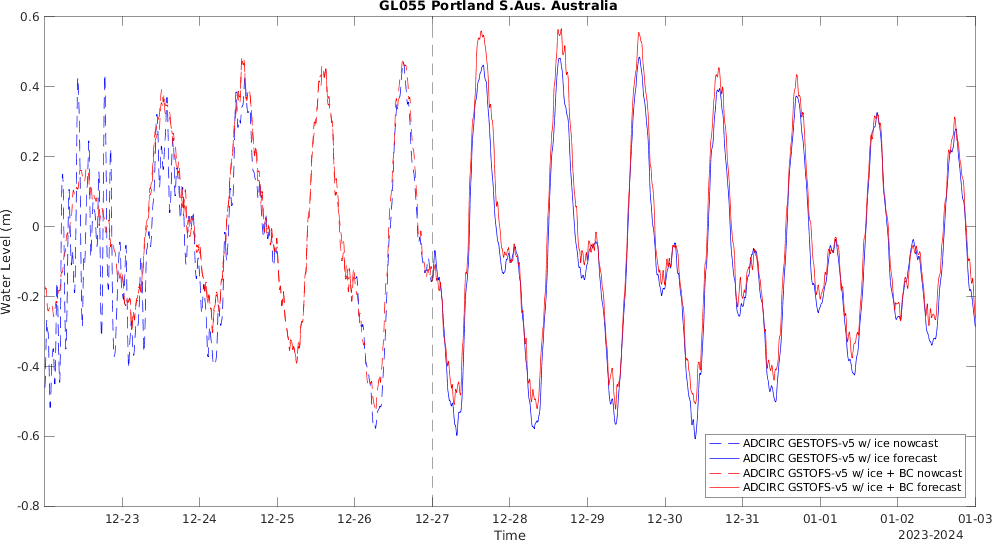 GL055 Portland S.Aus. Australia
0.6
0.4
0.2
0
-0.2
-0.4
-0.6
-0.8
Water Level (m)
12-23 12-24 12-25 12-26 12-27 12-28 12-29 12-30 12-31 01-01 01-02 01-03
Time
2023-2024
ADCIRC GESTOFS-v5 w/ ice nowcast
ADCIRC GESTOFS-v5 w/ ice forecast
ADCIRC GSTOFS-v5 w/ ice + BC nowcast
ADCIRC GSTOFS-v5 w/ ice + BC forecast